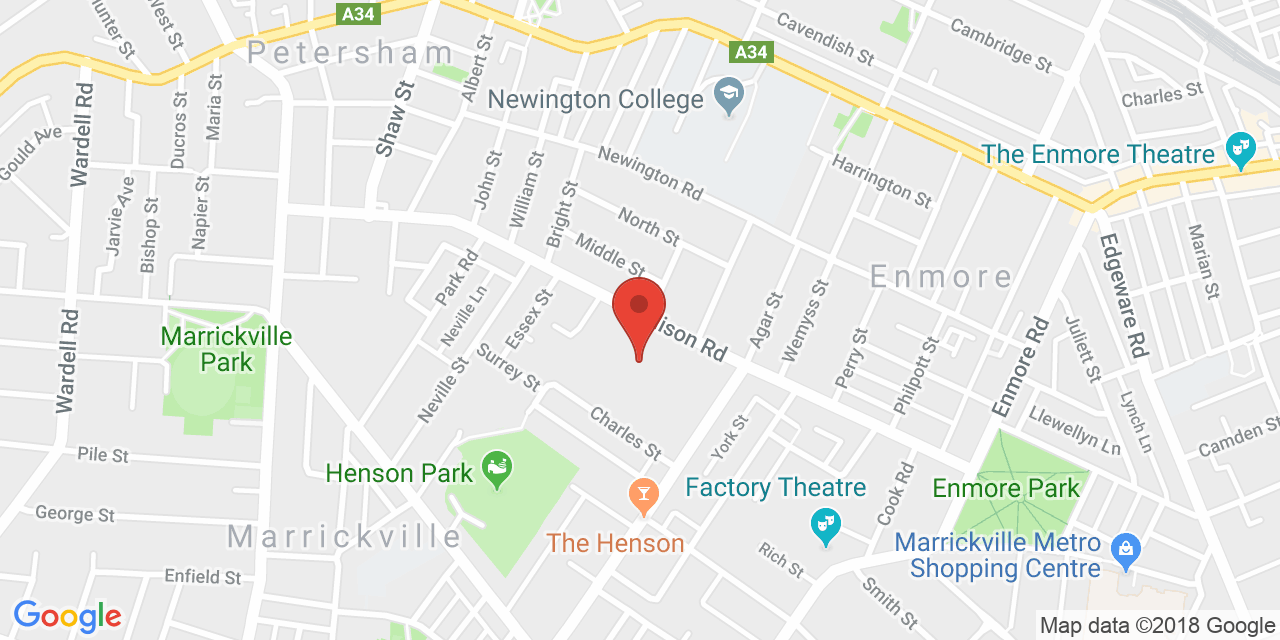 A34
Petersham
Hunter St
West St
Albert St
Shaw St
Cavendish St
Cambridge St
A34
Charles St
Newington College
The Enmore Theatre
Gould Ave
Wardell Rd
Ducros St
Maria St
Jarvie Ave
Bishop St
Napier St
John St
William St
Bright St
Newington Rd
North St
Middle St
Harrington St
Enmore
Edgeware Rd
Marian St
Park Rd
Neville Ln
Essex St
Agar St
Wemyss St
Perry St
Philpott St
Enmore Rd
Juliett St
Lynch Ln
Llewellyn Ln
Camden St
Wardell Rd
Marrickville
Park
Neville St
Surrey St
Charles St
York St
Pile St
Henson Park
George St
Marrickville
Enfield St
The Henson
Factory Theatre
Cook Rd
Enmore Park
Rich St
Smith St
Marrickville Metro
Shopping Centre
Google
Map data ©2018 Google